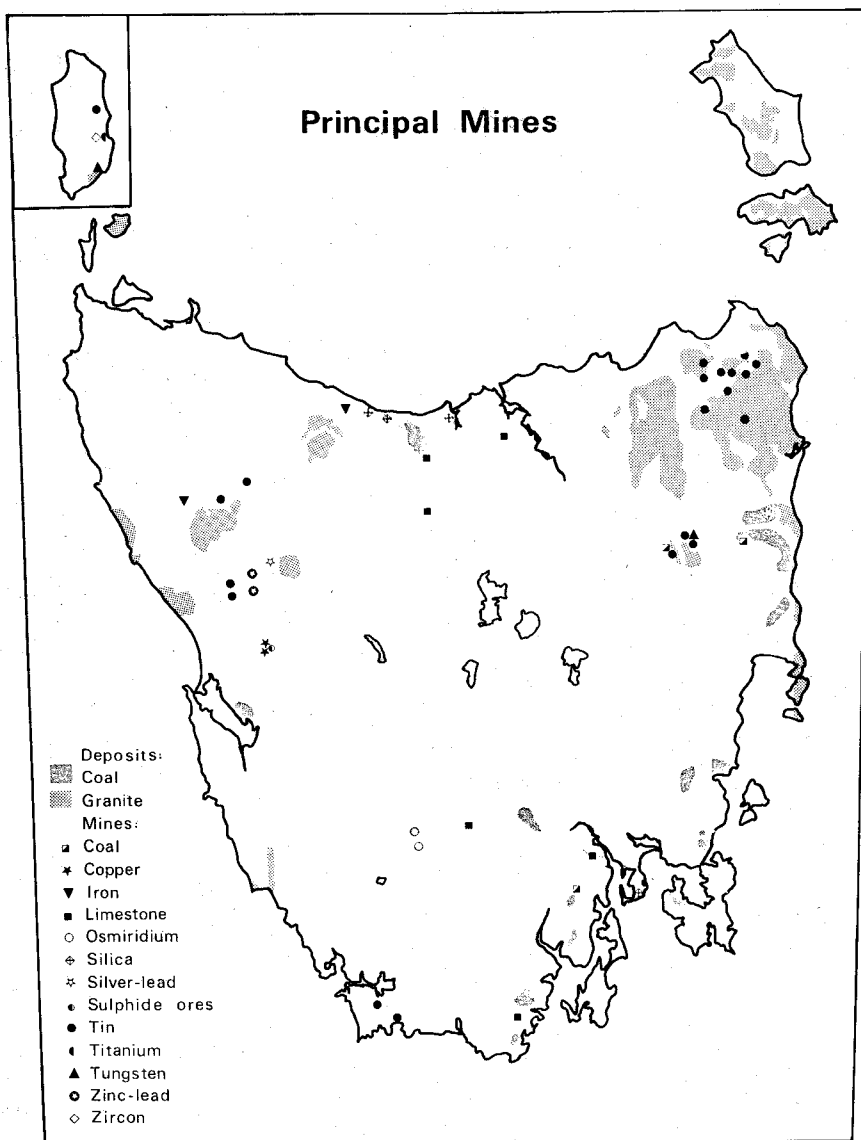 Principal Mines
Deposits:
Coal
Granite
Mines:
Coal
Copper
Iron
Limestone
Osmiridium
Silica
Silver-lead
Sulphide ores
Tin
Titanium
Tungsten
Zinc-lead
Zircon